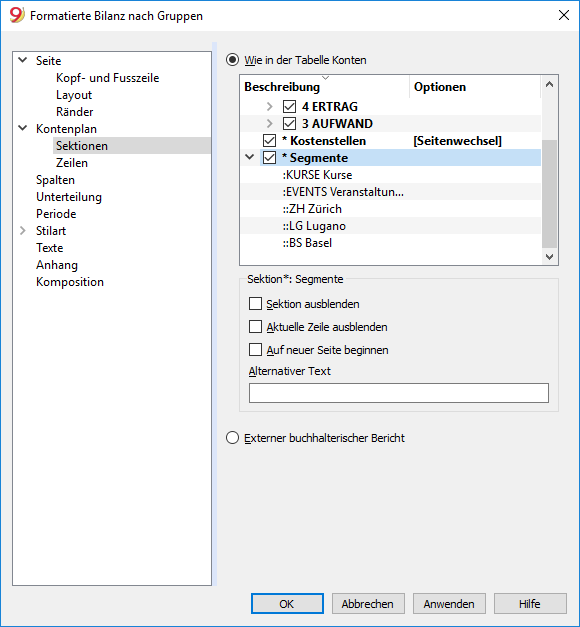 9 Formatierte Bilanz nach Gruppen
Seite
Kopf- und Fusszeile
Layout
Ränder
Kontenplan
Sektionen
Zeilen
Spalten
Unterteilung
Periode
Stilart
Texte
Anhang
Komposition
Wie in der Tabelle Konten
Beschreibung Optionen
4 ERTRAG
3 AUFWAND
* Kostenstellen [Seitenwechsel]
* Segmente
:KURSE Kurse
:EVENTS Veranstaltun...
::ZH Zürich
::LG Lugano
::BS Basel
Sektion*: Segmente
Sektion ausblenden
Aktuelle Zeile ausblenden
Auf neuer Seite beginnen
Alternativer Text
Externer buchhalterischer Bericht
OK Abbrechen Anwenden Hilfe